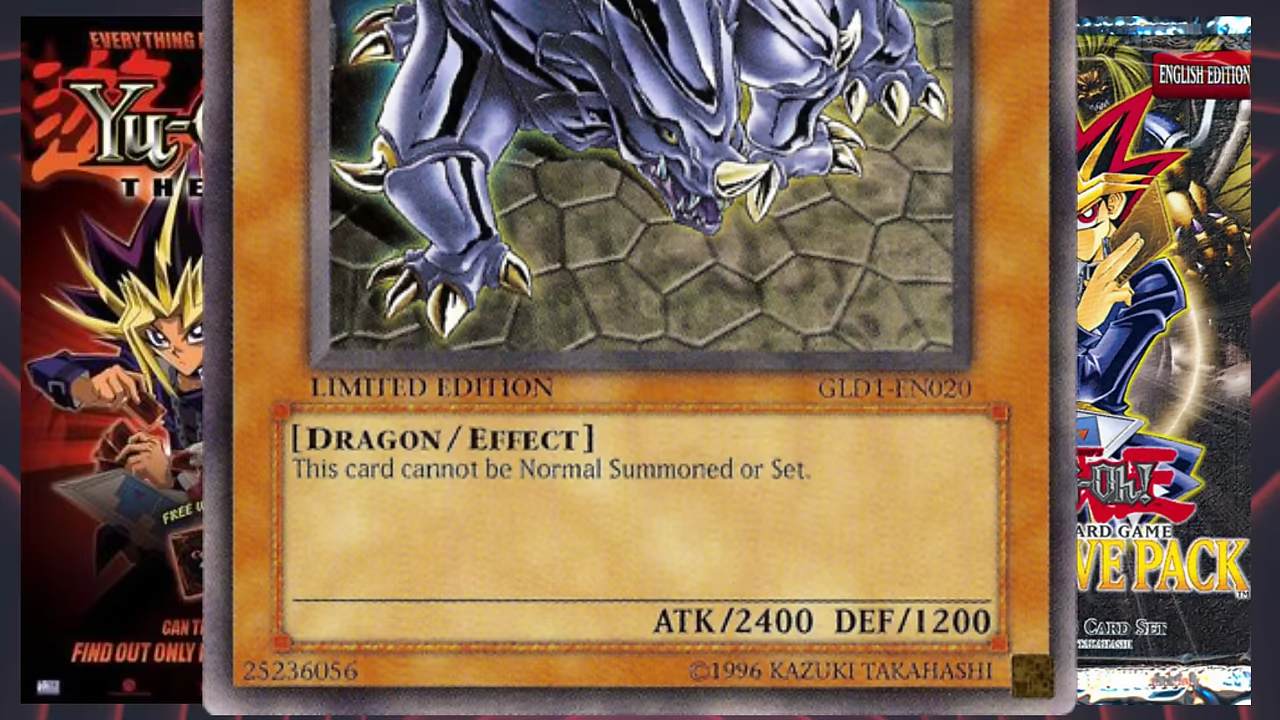 EVERYTHING
Yu-
THE
FREE
CAN
FIND OUT ONLY
LIMITED EDITION
GLD1-EN020
[DRAGON/EFFECT]
This card cannot be Normal Summoned or Set.
ATK/2400 DEF/1200
25236056
©1996 KAZUKI TAKAHASHI
ENGLISH EDITION
-Oh!
ARD GAME
VE PACK
CARD SET